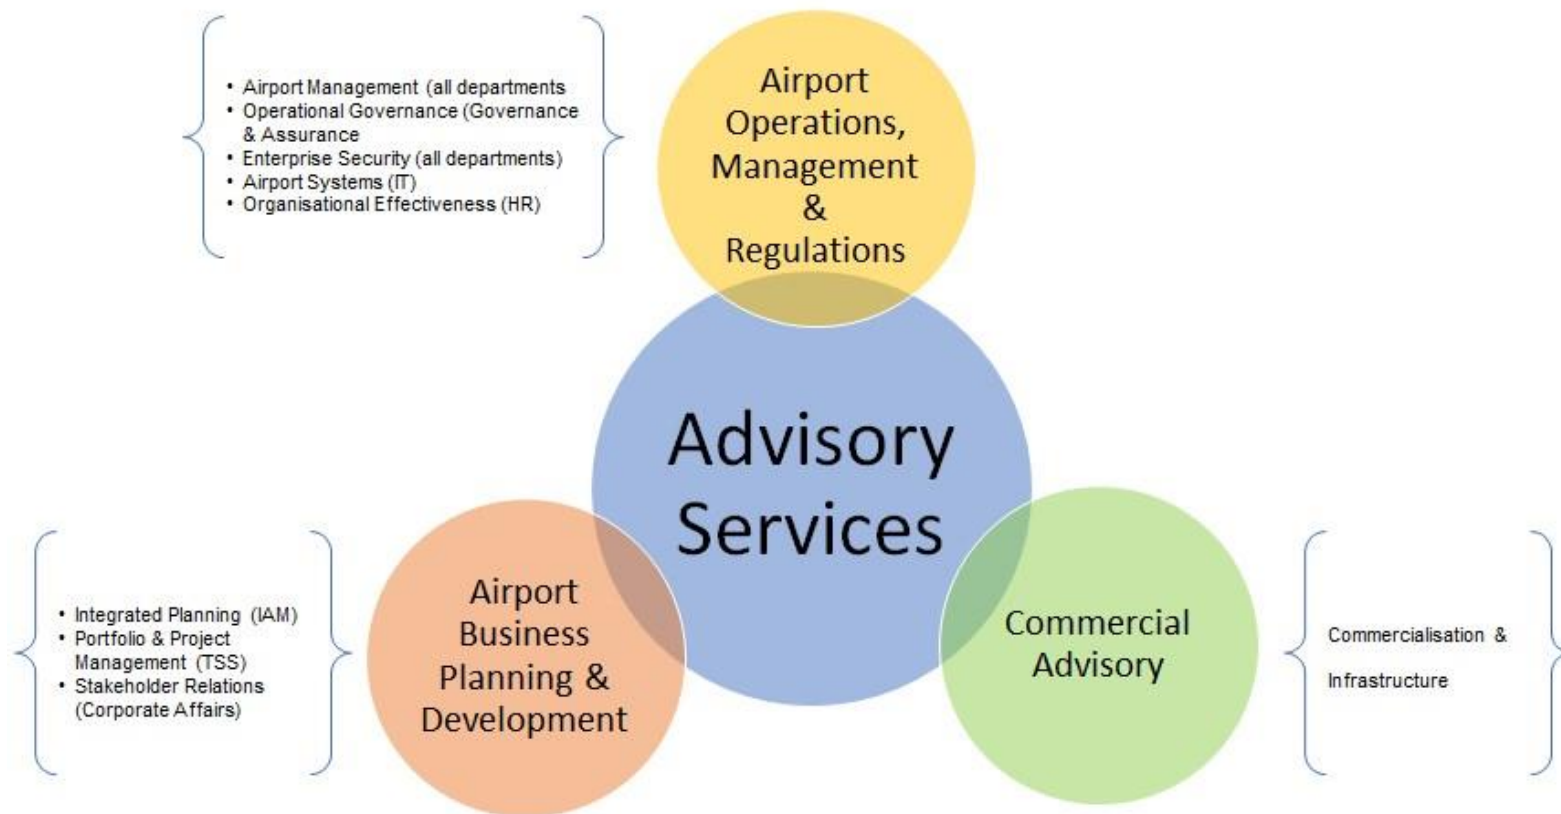 • Airport Management (all departments
• Operational Governance (Governance
& Assurance
• Enterprise Security (all departments)
• Airport Systems (IT)
• Organisational Effectiveness (HR)
Airport
Operations,
Management
&
Regulations
Advisory
Services
• Integrated Planning (IAM)
• Portfolio & Project
Management (TSS)
• Stakeholder Relations
(Corporate Affairs)
Airport
Business
Planning &
Development
Commercial
Advisory
Commercialisation &
Infrastructure